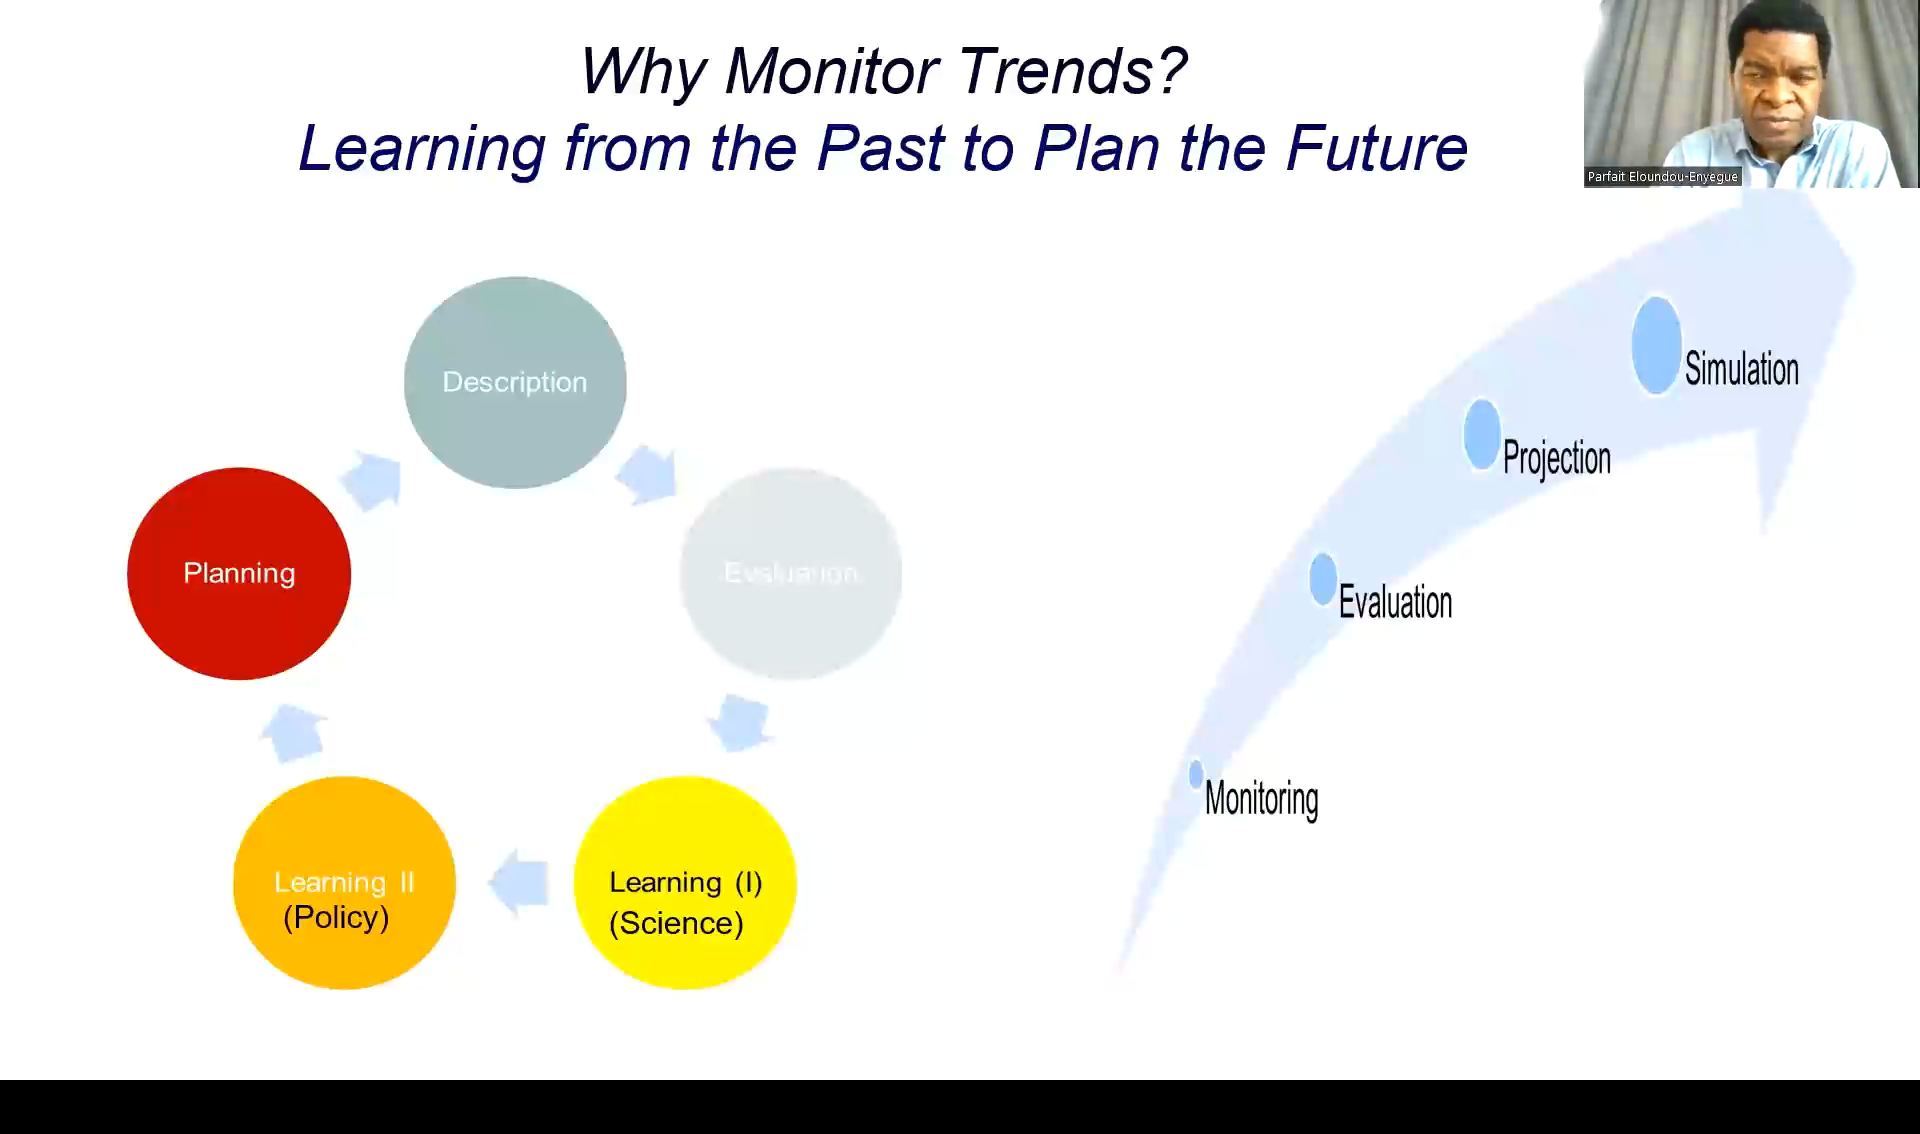 Why Monitor Trends?
Learning from the Past to Plan the Future
Parfait Eloundou-Enyegue
Description
Evaluation
Planning
Learning II
(Policy)
Learning (I)
(Science)
Simulation
Projection
Evaluation
Monitoring